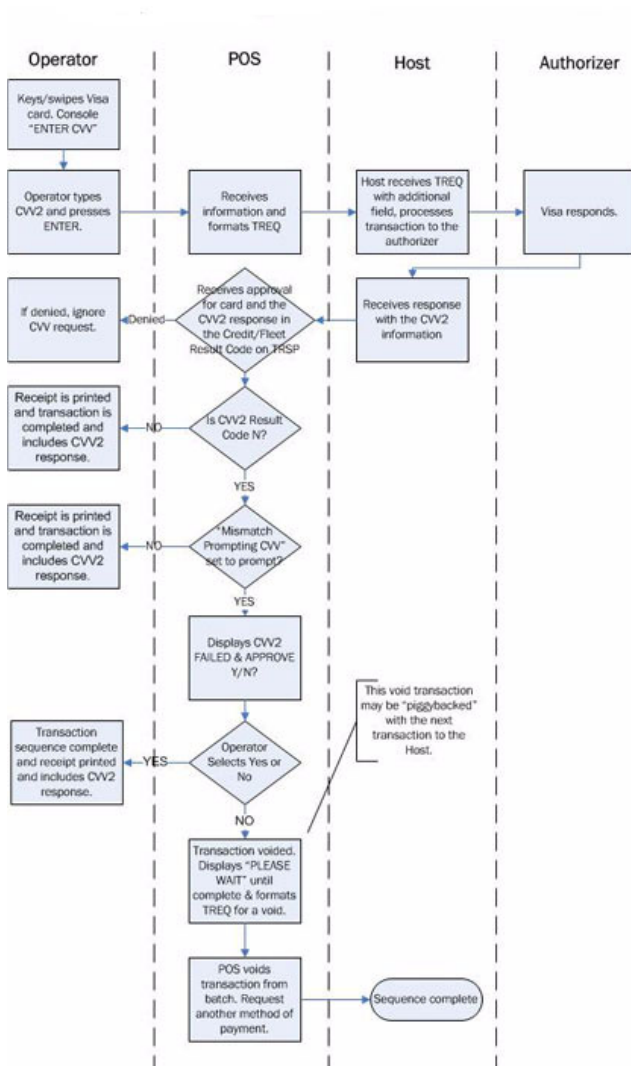 Operator
POS
Host
Authorizer
Keys/swipes Visa
card. Console
"ENTER CVV"
Operator types
CVV2 and presses
ENTER.
Receives
information and
formats TREQ
Host receives TREQ
with additional
field, processes
transaction to the
authorizer
Visa responds.
If denied, ignore
CVV request.
Denied
Receives approval
for card and the
CVV2 response in
the Credit/Fleet
Result Code on TRSP
Receives response
with the CVV2
information
Receipt is printed
and transaction is
completed and
includes CVV2
response.
NO
Is CVV2 Result
Code N?
YES
Receipt is printed
and transaction is
completed and
includes CVV2
response.
NO
"Mismatch
Prompting CVV"
set to prompt?
YES
Displays CVV2
FAILED & APPROVE
Y/N?
This void transaction
may be "piggybacked"
with the next
transaction to the
Host.
Transaction
sequence complete
and receipt printed
and includes CVV2
response.
YES
Operator
Selects Yes or
No
NO
Transaction voided.
Displays "PLEASE
WAIT" until
complete & formats
TREQ for a void.
POS voids
transaction from
batch. Request
another method of
payment.
Sequence complete